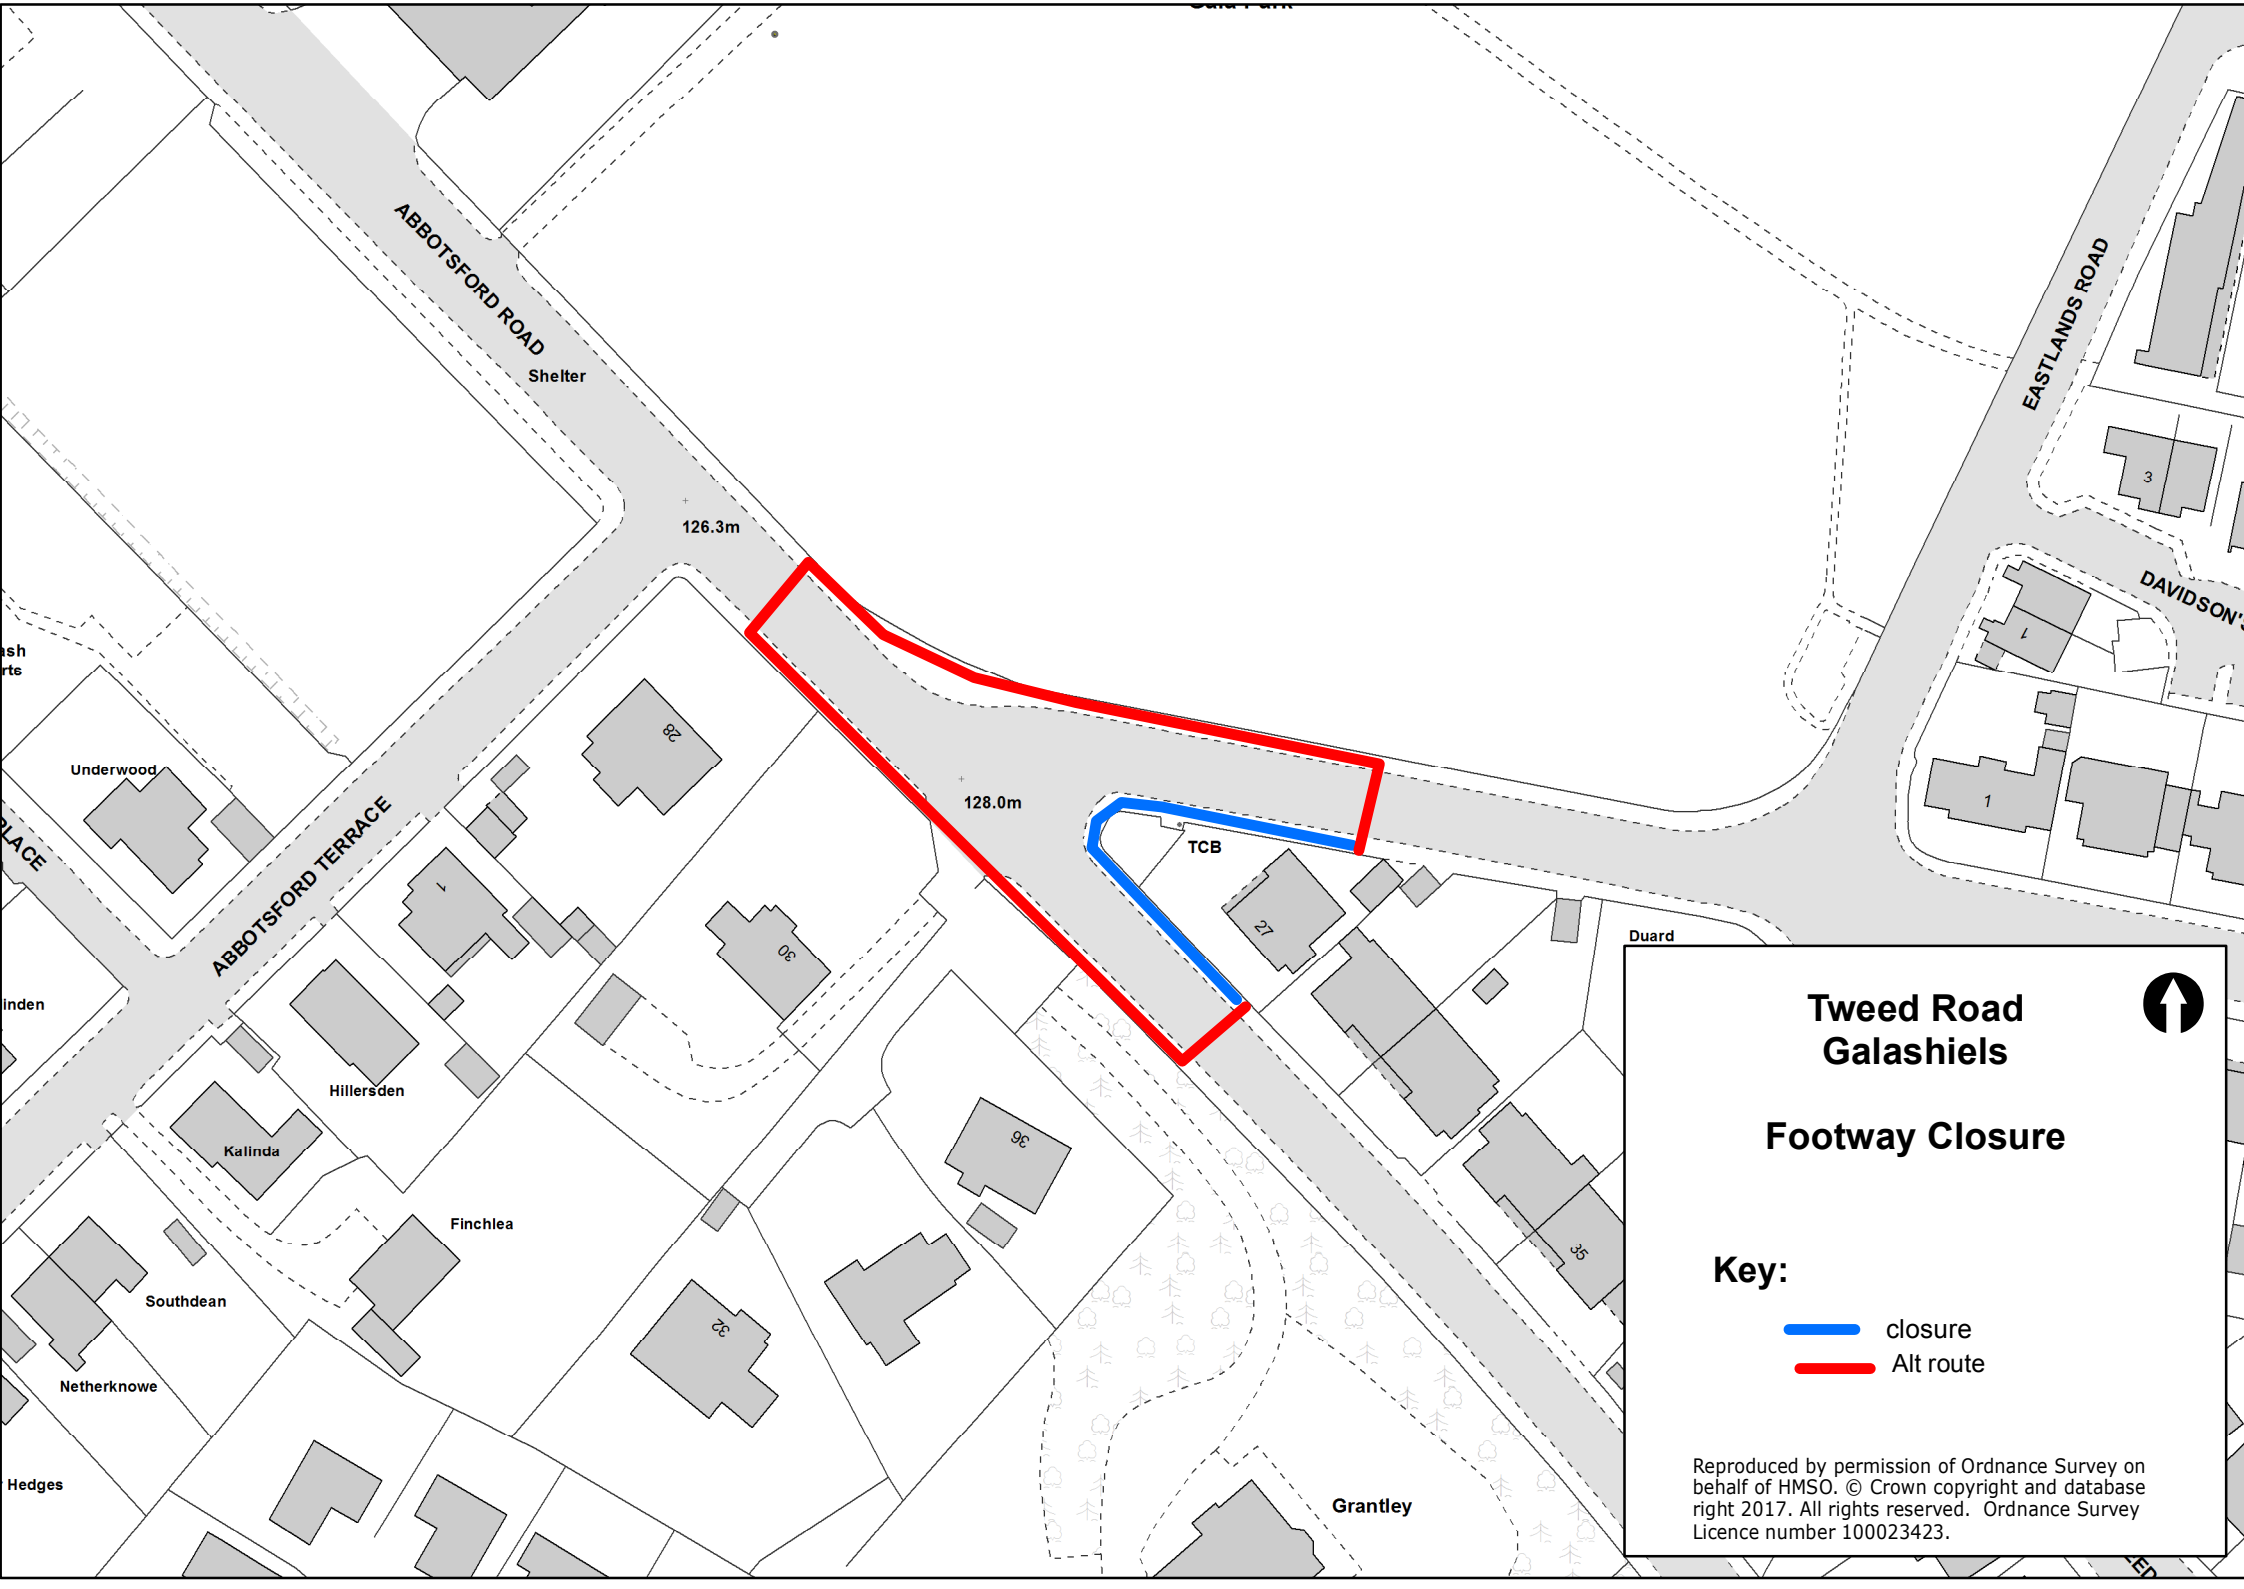 ABBOTSFORD ROAD
Shelter
126.3m
EASTLANDS ROAD
3
DAVIDSON'S
1
1
Underwood
28
128.0m
TCB
27
ABBOTSFORD TERRACE
PLACE
1
30
Duard
Hillersden
Kalinda
36
Finchlea
Southdean
32
35
Netherknowe
Hedges
Grantley
Tweed Road
Galashiels
Footway Closure
Key:
closure
Alt route
Reproduced by permission of Ordnance Survey on
behalf of HMSO. © Crown copyright and database
right 2017. All rights reserved. Ordnance Survey
Licence number 100023423.